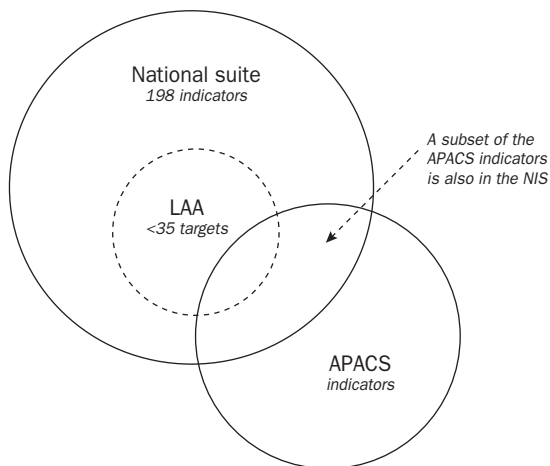 National suite
198 indicators
A subset of the
APACS indicators
is also in the NIS
LAA
<35 targets
APACS
indicators